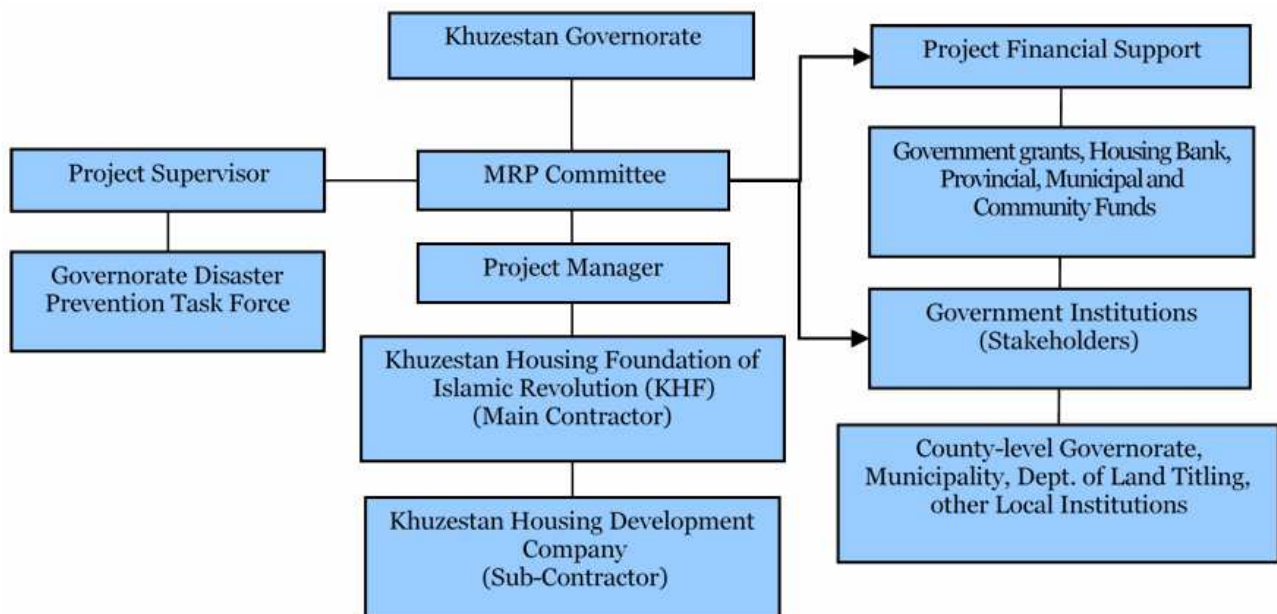 Khuzestan Governorate
Project Financial Support
Project Supervisor
MRP Committee
Government grants, Housing Bank,
Provincial, Municipal and
Community Funds
Governorate Disaster
Prevention Task Force
Project Manager
Government Institutions
(Stakeholders)
Khuzestan Housing Foundation of
Islamic Revolution (KHF)
(Main Contractor)
County-level Governorate,
Municipality, Dept. of Land Titling,
other Local Institutions
Khuzestan Housing Development
Company
(Sub-Contractor)